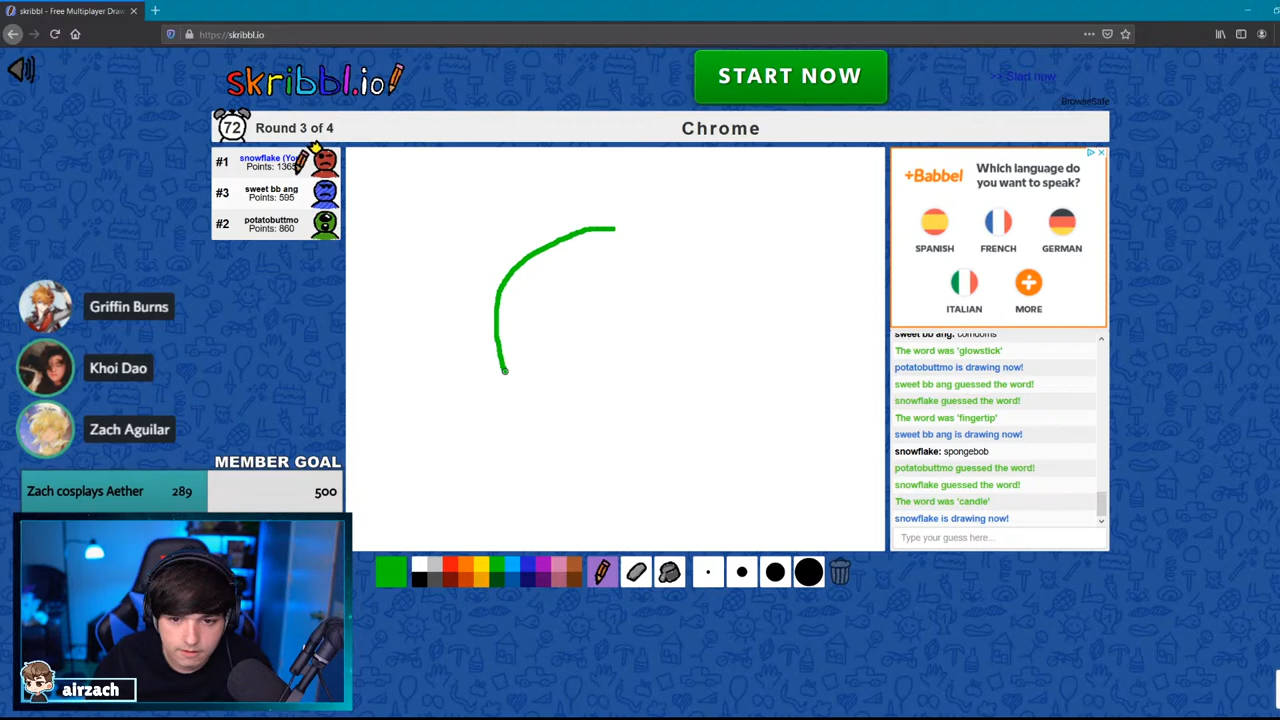 skribbl - Free Multiplayer Draw
https://skribbl.io
skribbl.io
START NOW
>> Start now
BrowseSafe
72
Round 3 of 4
Chrome
#1
snowflake (Yo
Points: 1365
#3
sweet bb ang
Points: 595
#2
potatobuttmo
Points: 860
Griffin Burns
Khoi Dao
Zach Aguilar
MEMBER GOAL
Zach cosplays Aether 289
500
airzach
+Babbel
Which language do
you want to speak?
SPANISH
FRENCH
GERMAN
ITALIAN
MORE
The word was 'glowstick'
potatobuttmo is drawing now!
sweet bb ang guessed the word!
snowflake guessed the word!
The word was 'fingertip'
sweet bb ang is drawing now!
snowflake: spongebob
potatobuttmo guessed the word!
snowflake guessed the word!
The word was 'candle'
snowflake is drawing now!
Type your guess here...